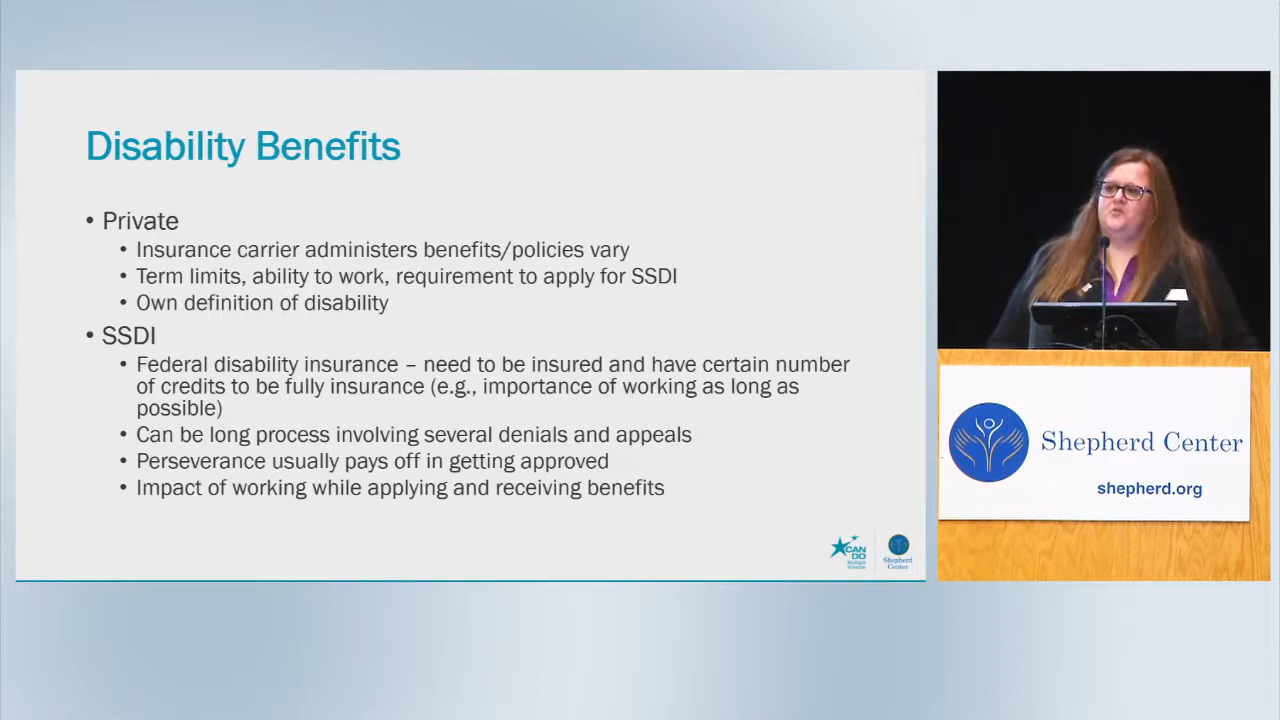 Disability Benefits
• Private
• Insurance carrier administers benefits/policies vary
• Term limits, ability to work, requirement to apply for SSDI
• Own definition of disability
• SSDI
• Federal disability insurance – need to be insured and have certain number
of credits to be fully insurance (e.g., importance of working as long as
possible)
• Can be long process involving several denials and appeals
• Perseverance usually pays off in getting approved
• Impact of working while applying and receiving benefits
CAN
DO
Multiple
Sclerosis
Shepherd
Center
Shepherd Center
shepherd.org